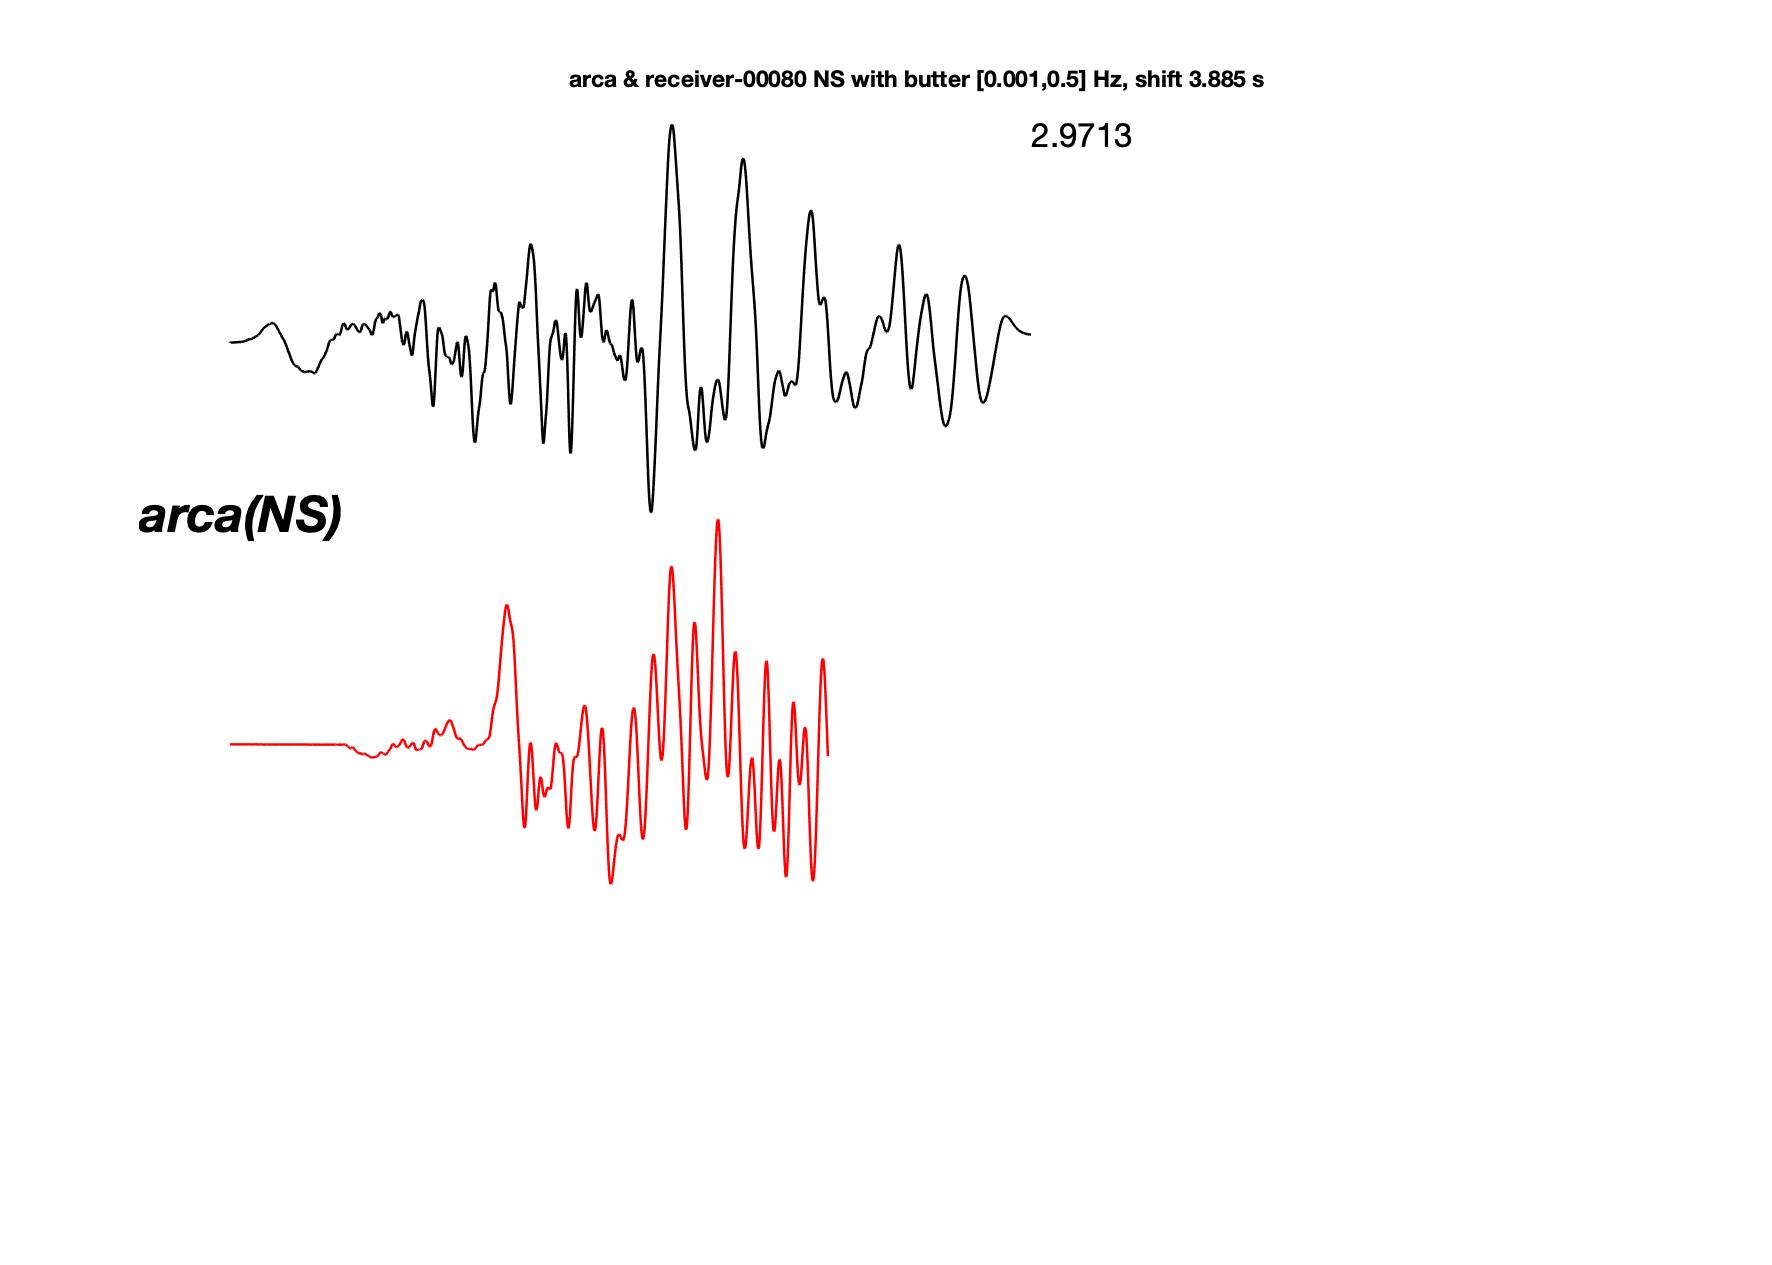 arca & receiver-00080 NS with butter [0.001,0.5] Hz, shift 3.885 s
2.9713
arca(NS)